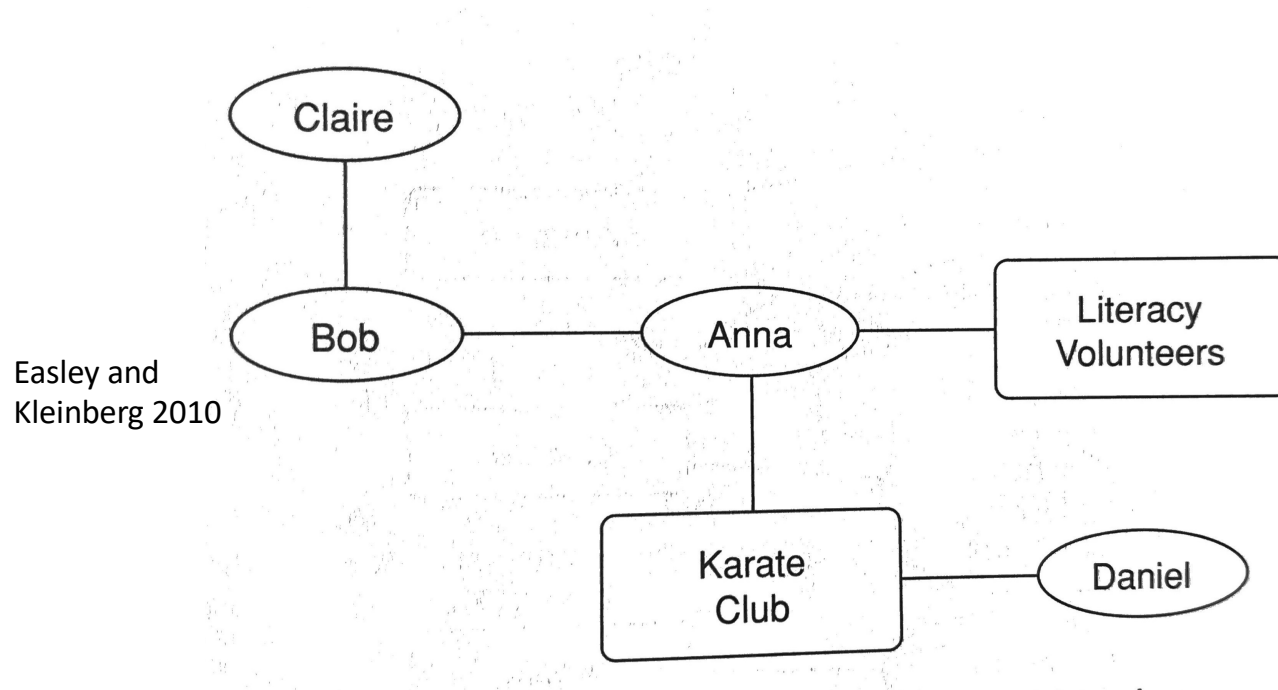 Claire
Bob
Anna
Literacy
Volunteers
Easley and
Kleinberg 2010
Karate
Club
Daniel